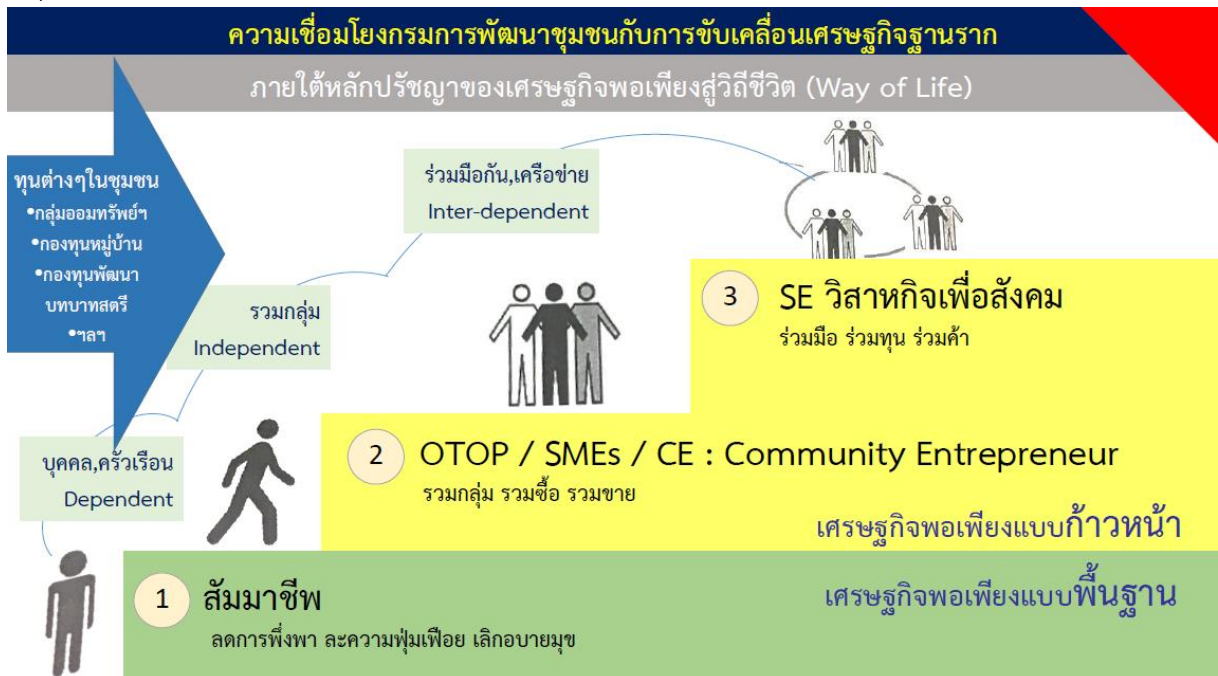 ความเชื่อมโยงกรมการพัฒนาชุมชนกับการขับเคลื่อนเศรษฐกิจฐานราก
ภายใต้หลักปรัชญาของเศรษฐกิจพอเพียงสู่วิถีชีวิต (Way of Life)
ทุนต่างๆในชุมชน
•กลุ่มออมทรัพย์ฯ
•กองทุนหมู่บ้าน
•กองทุนพัฒนา
บทบาทสตรี
•ฯลฯ
ร่วมมือกัน,เครือข่าย
Inter-dependent
รวมกลุ่ม
Independent
บุคคล,ครัวเรือน
Dependent
3 SE วิสาหกิจเพื่อสังคม
ร่วมมือ ร่วมทุน ร่วมค้า
2 OTOP / SMEs / CE : Community Entrepreneur
รวมกลุ่ม รวมซื้อ รวมขาย
เศรษฐกิจพอเพียงแบบก้าวหน้า
1 สัมมาชีพ
เศรษฐกิจพอเพียงแบบพื้นฐาน
ลดการพึ่งพา ละความฟุ่มเฟือย เลิกอบายมุข